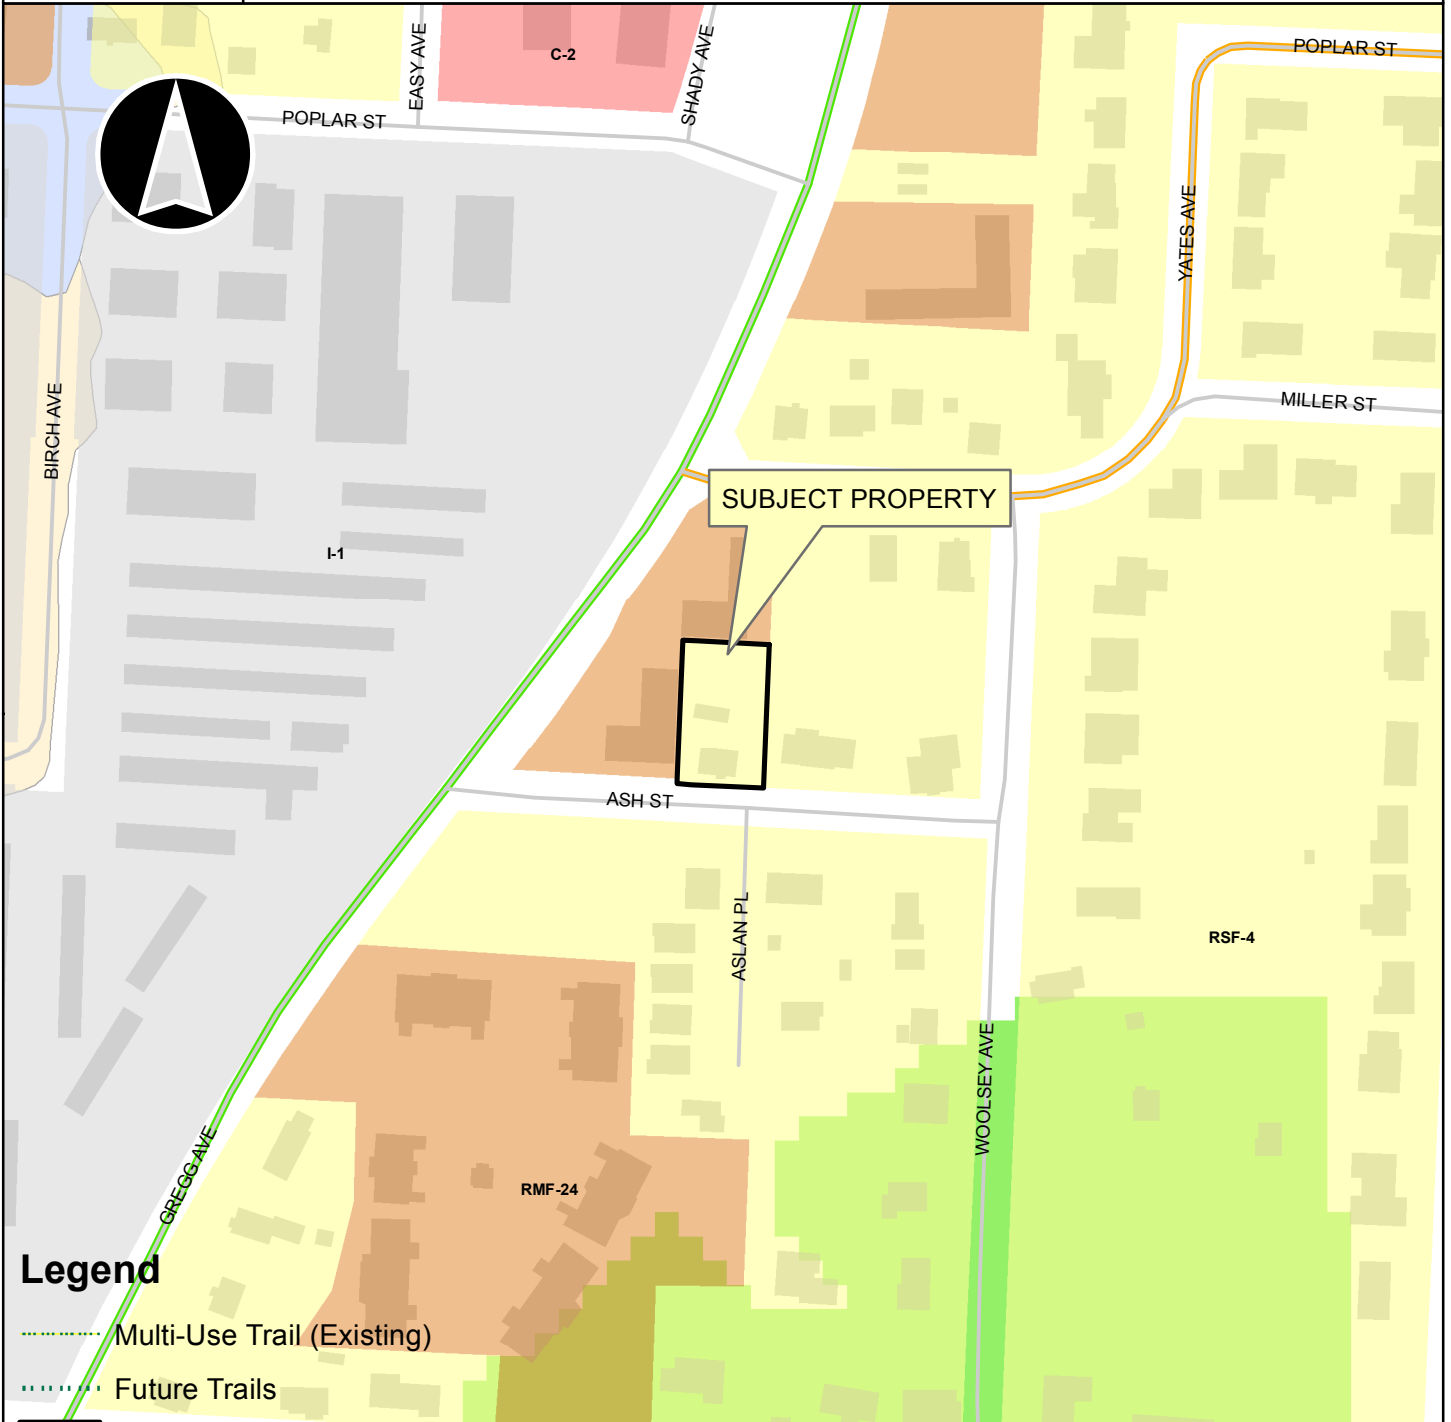 C-2
EASY AVE
SHADY AVE
POPLAR ST
POPLAR ST
YATES AVE
MILLER ST
BIRCH AVE
SUBJECT PROPERTY
I-1
ASH ST
ASLAN PL
RSF-4
WOOLSEY AVE
GREGG AVE
RMF-24
Legend
Multi-Use Trail (Existing)
Future Trails